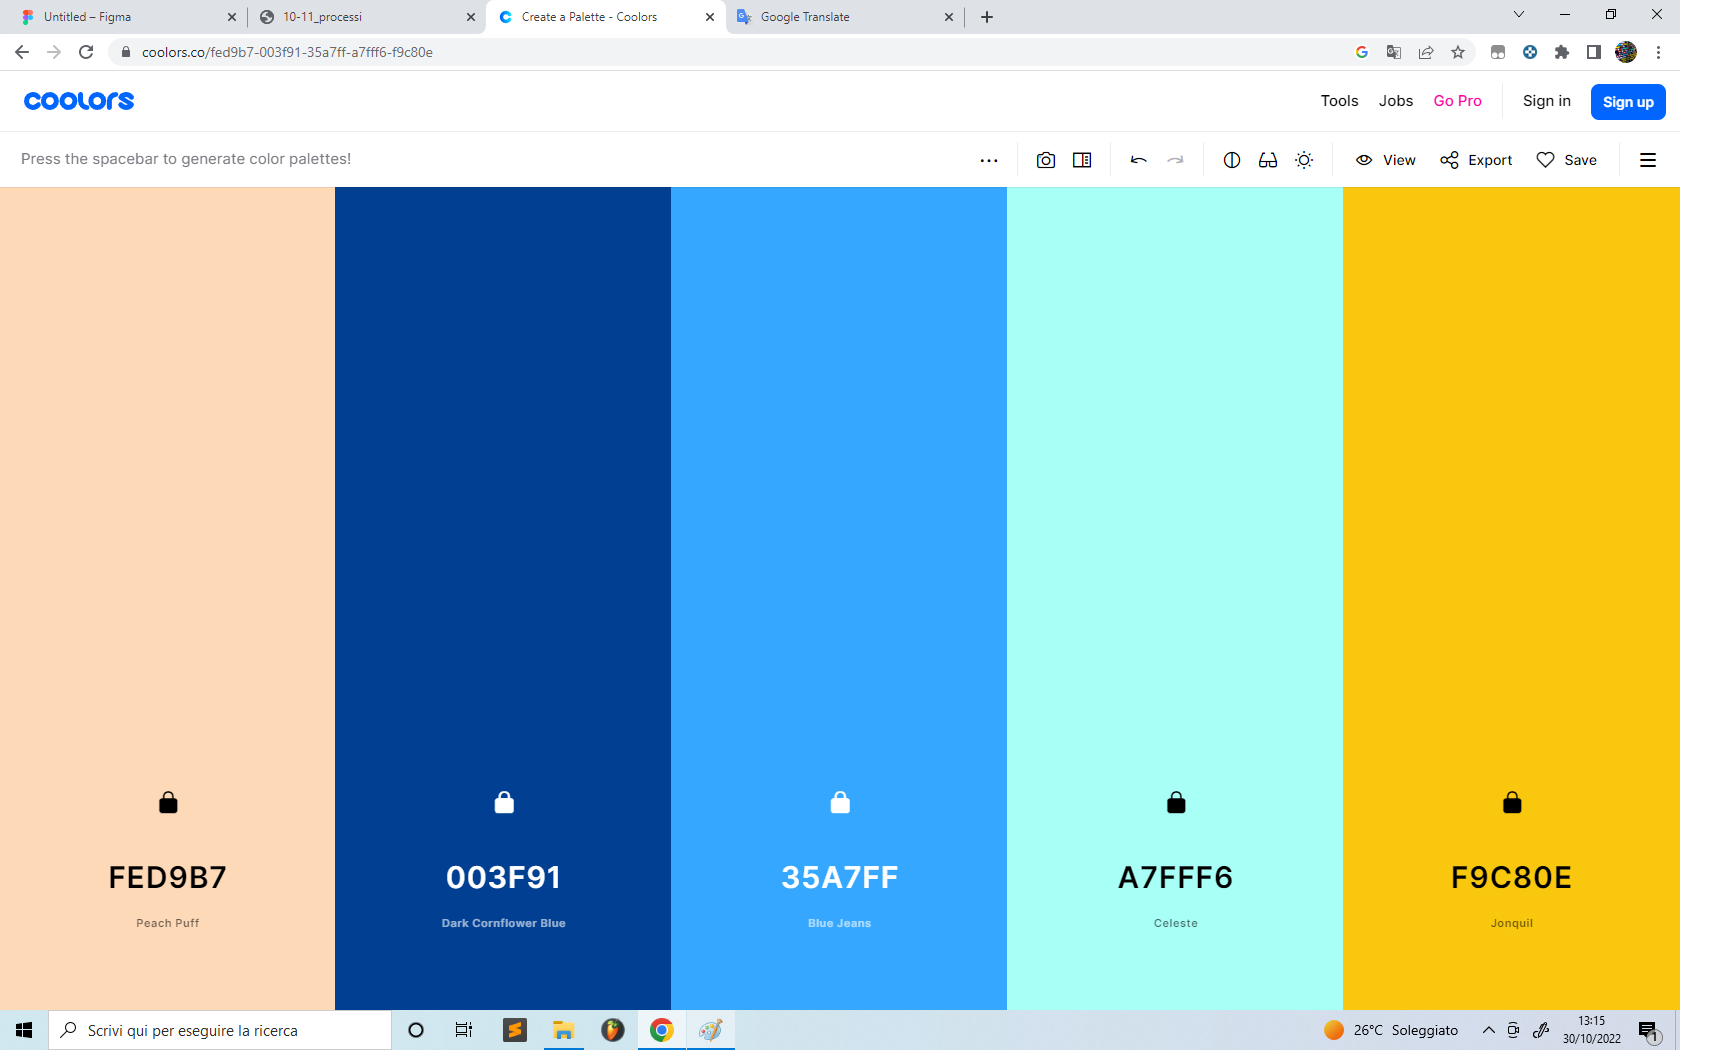 Untitled – Figma
10-11_processi
Create a Palette - Coolors
Google Translate
coolors.co/fed9b7-003f91-35a7ff-a7fff6-f9c80e
coolors
Tools
Jobs
Go Pro
Sign in
Sign up
Press the spacebar to generate color palettes!
View
Export
Save
FED9B7
003F91
35A7FF
A7FFF6
F9C80E
Peach Puff
Dark Cornflower Blue
Blue Jeans
Celeste
Jonquil
Scrivi qui per eseguire la ricerca
26°C Soleggiato
13:15
30/10/2022
1